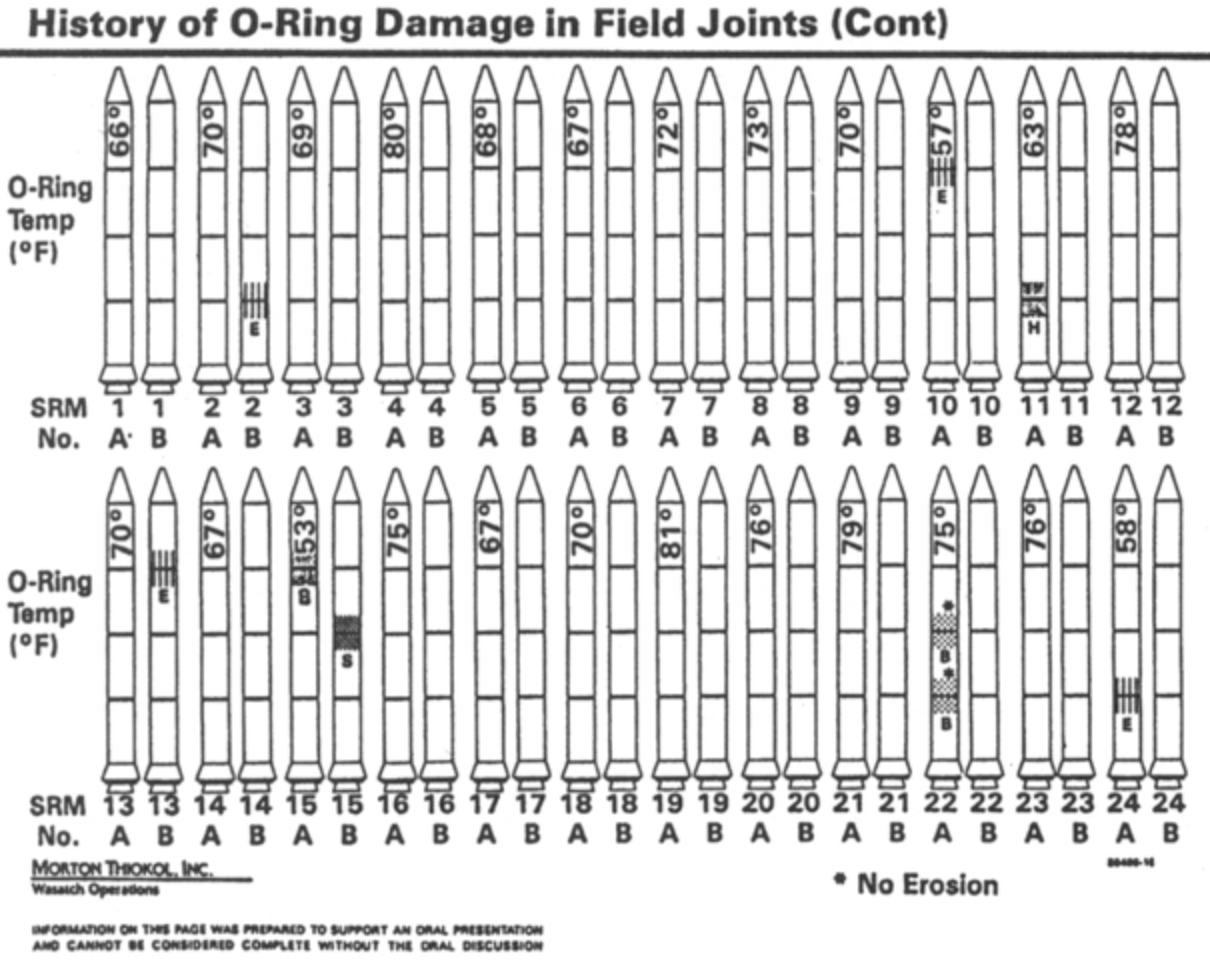 History of O-Ring Damage in Field Joints (Cont)
66° 70° 69° 80° 68° 67° 72° 73° 70° 57° 63° 78°
O-Ring
Temp
(°F)
E
E
H
SRM 1 1 2 2 3 3 4 4 5 5 6 6 7 7 8 8 9 9 10 10 11 11 12 12
No. A B A B A B A B A B A B A B A B A B A B A B A B
70° 67° 53° 75° 67° 70° 81° 76° 79° 75° 76° 58°
O-Ring
Temp
(°F)
E
S
*
B
*
B
E
SRM 13 13 14 14 15 15 16 16 17 17 18 18 19 19 20 20 21 21 22 22 23 23 24 24
No. A B A B A B A B A B A B A B A B A B A B A B A B
MORTON THIOKOL, INC.
Wasatch Operations
* No Erosion
INFORMATION ON THIS PAGE WAS PREPARED TO SUPPORT AN ORAL PRESENTATION
AND CANNOT BE CONSIDERED COMPLETE WITHOUT THE ORAL DISCUSSION